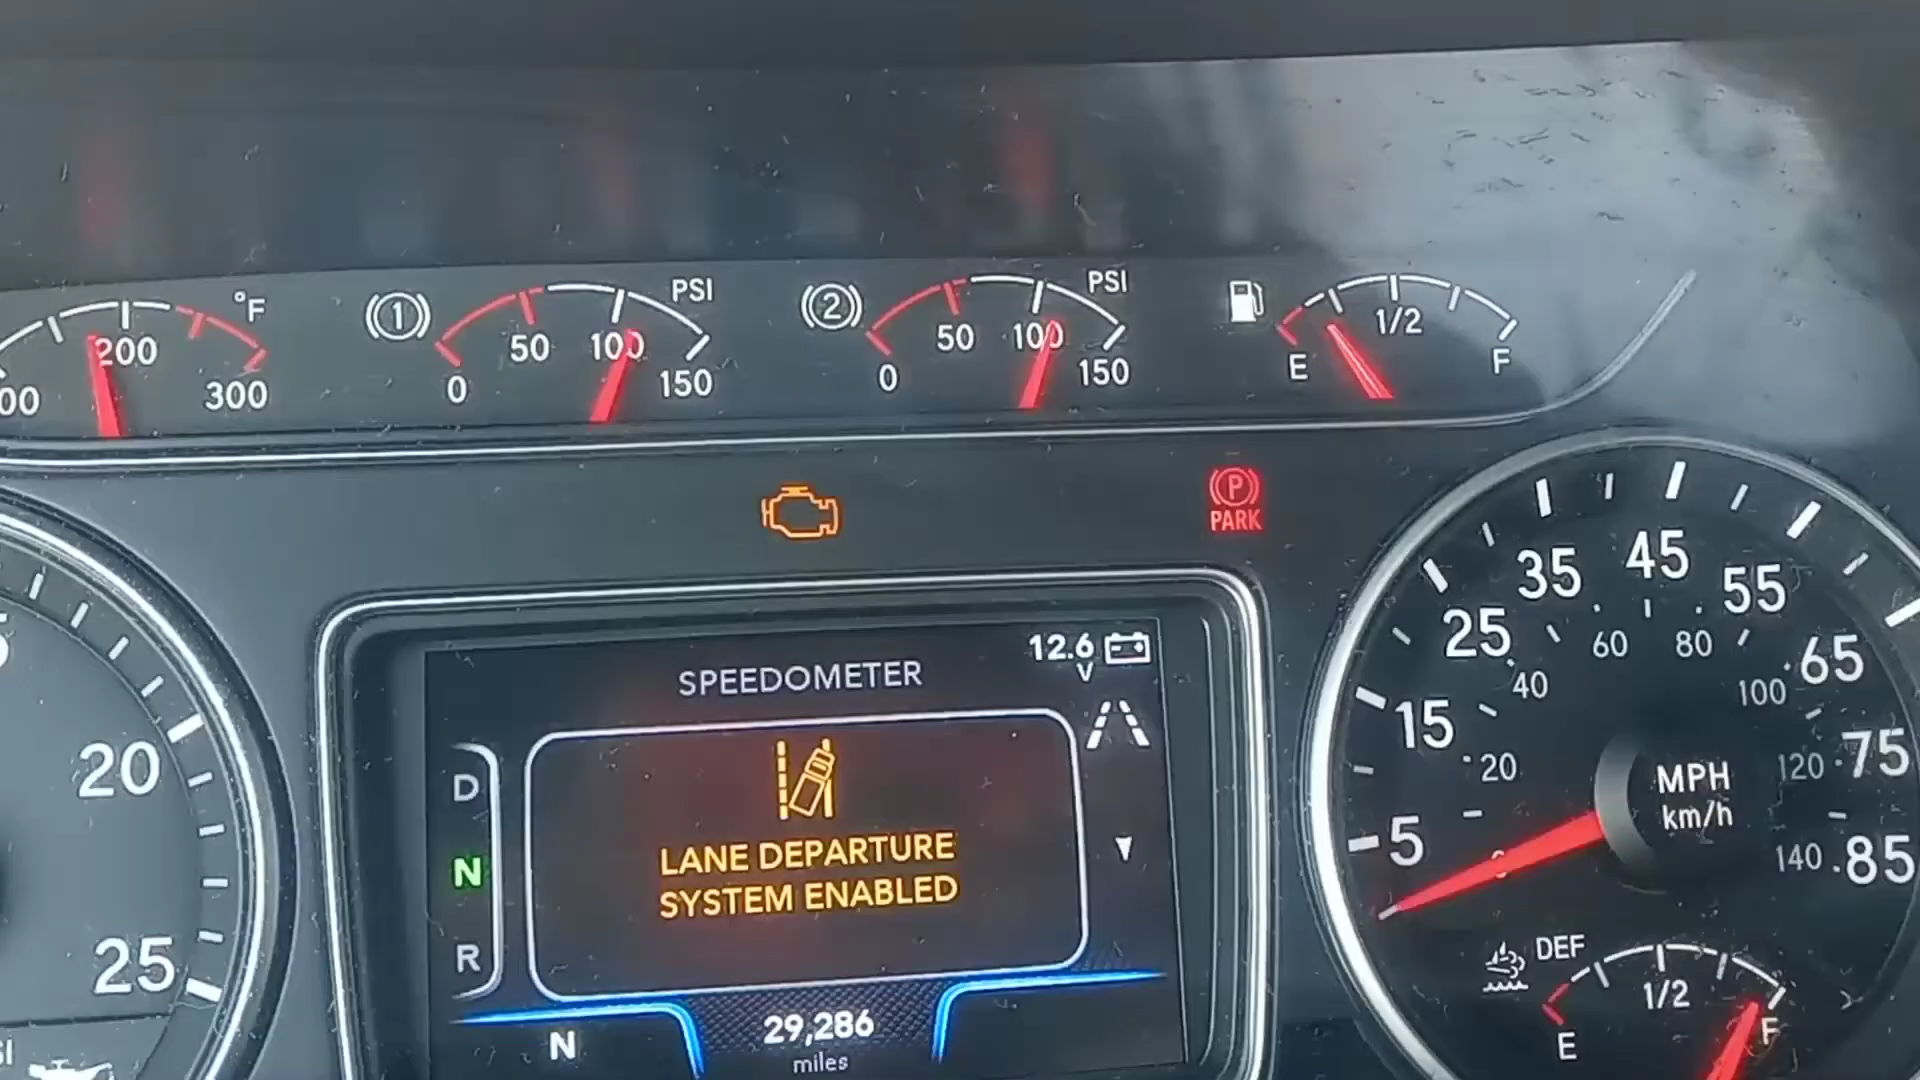 °F
200
300
00
1
PSI
0
50
100
150
2
PSI
0
50
100
150
E
1/2
F
P
PARK
20
25
SPEEDOMETER
12.6
V
D
N
R
LANE DEPARTURE
SYSTEM ENABLED
N
29,286
miles
5
15
25
35
45
55
65
75
85
20
40
60
80
100
120
140
MPH
km/h
DEF
E
1/2
F